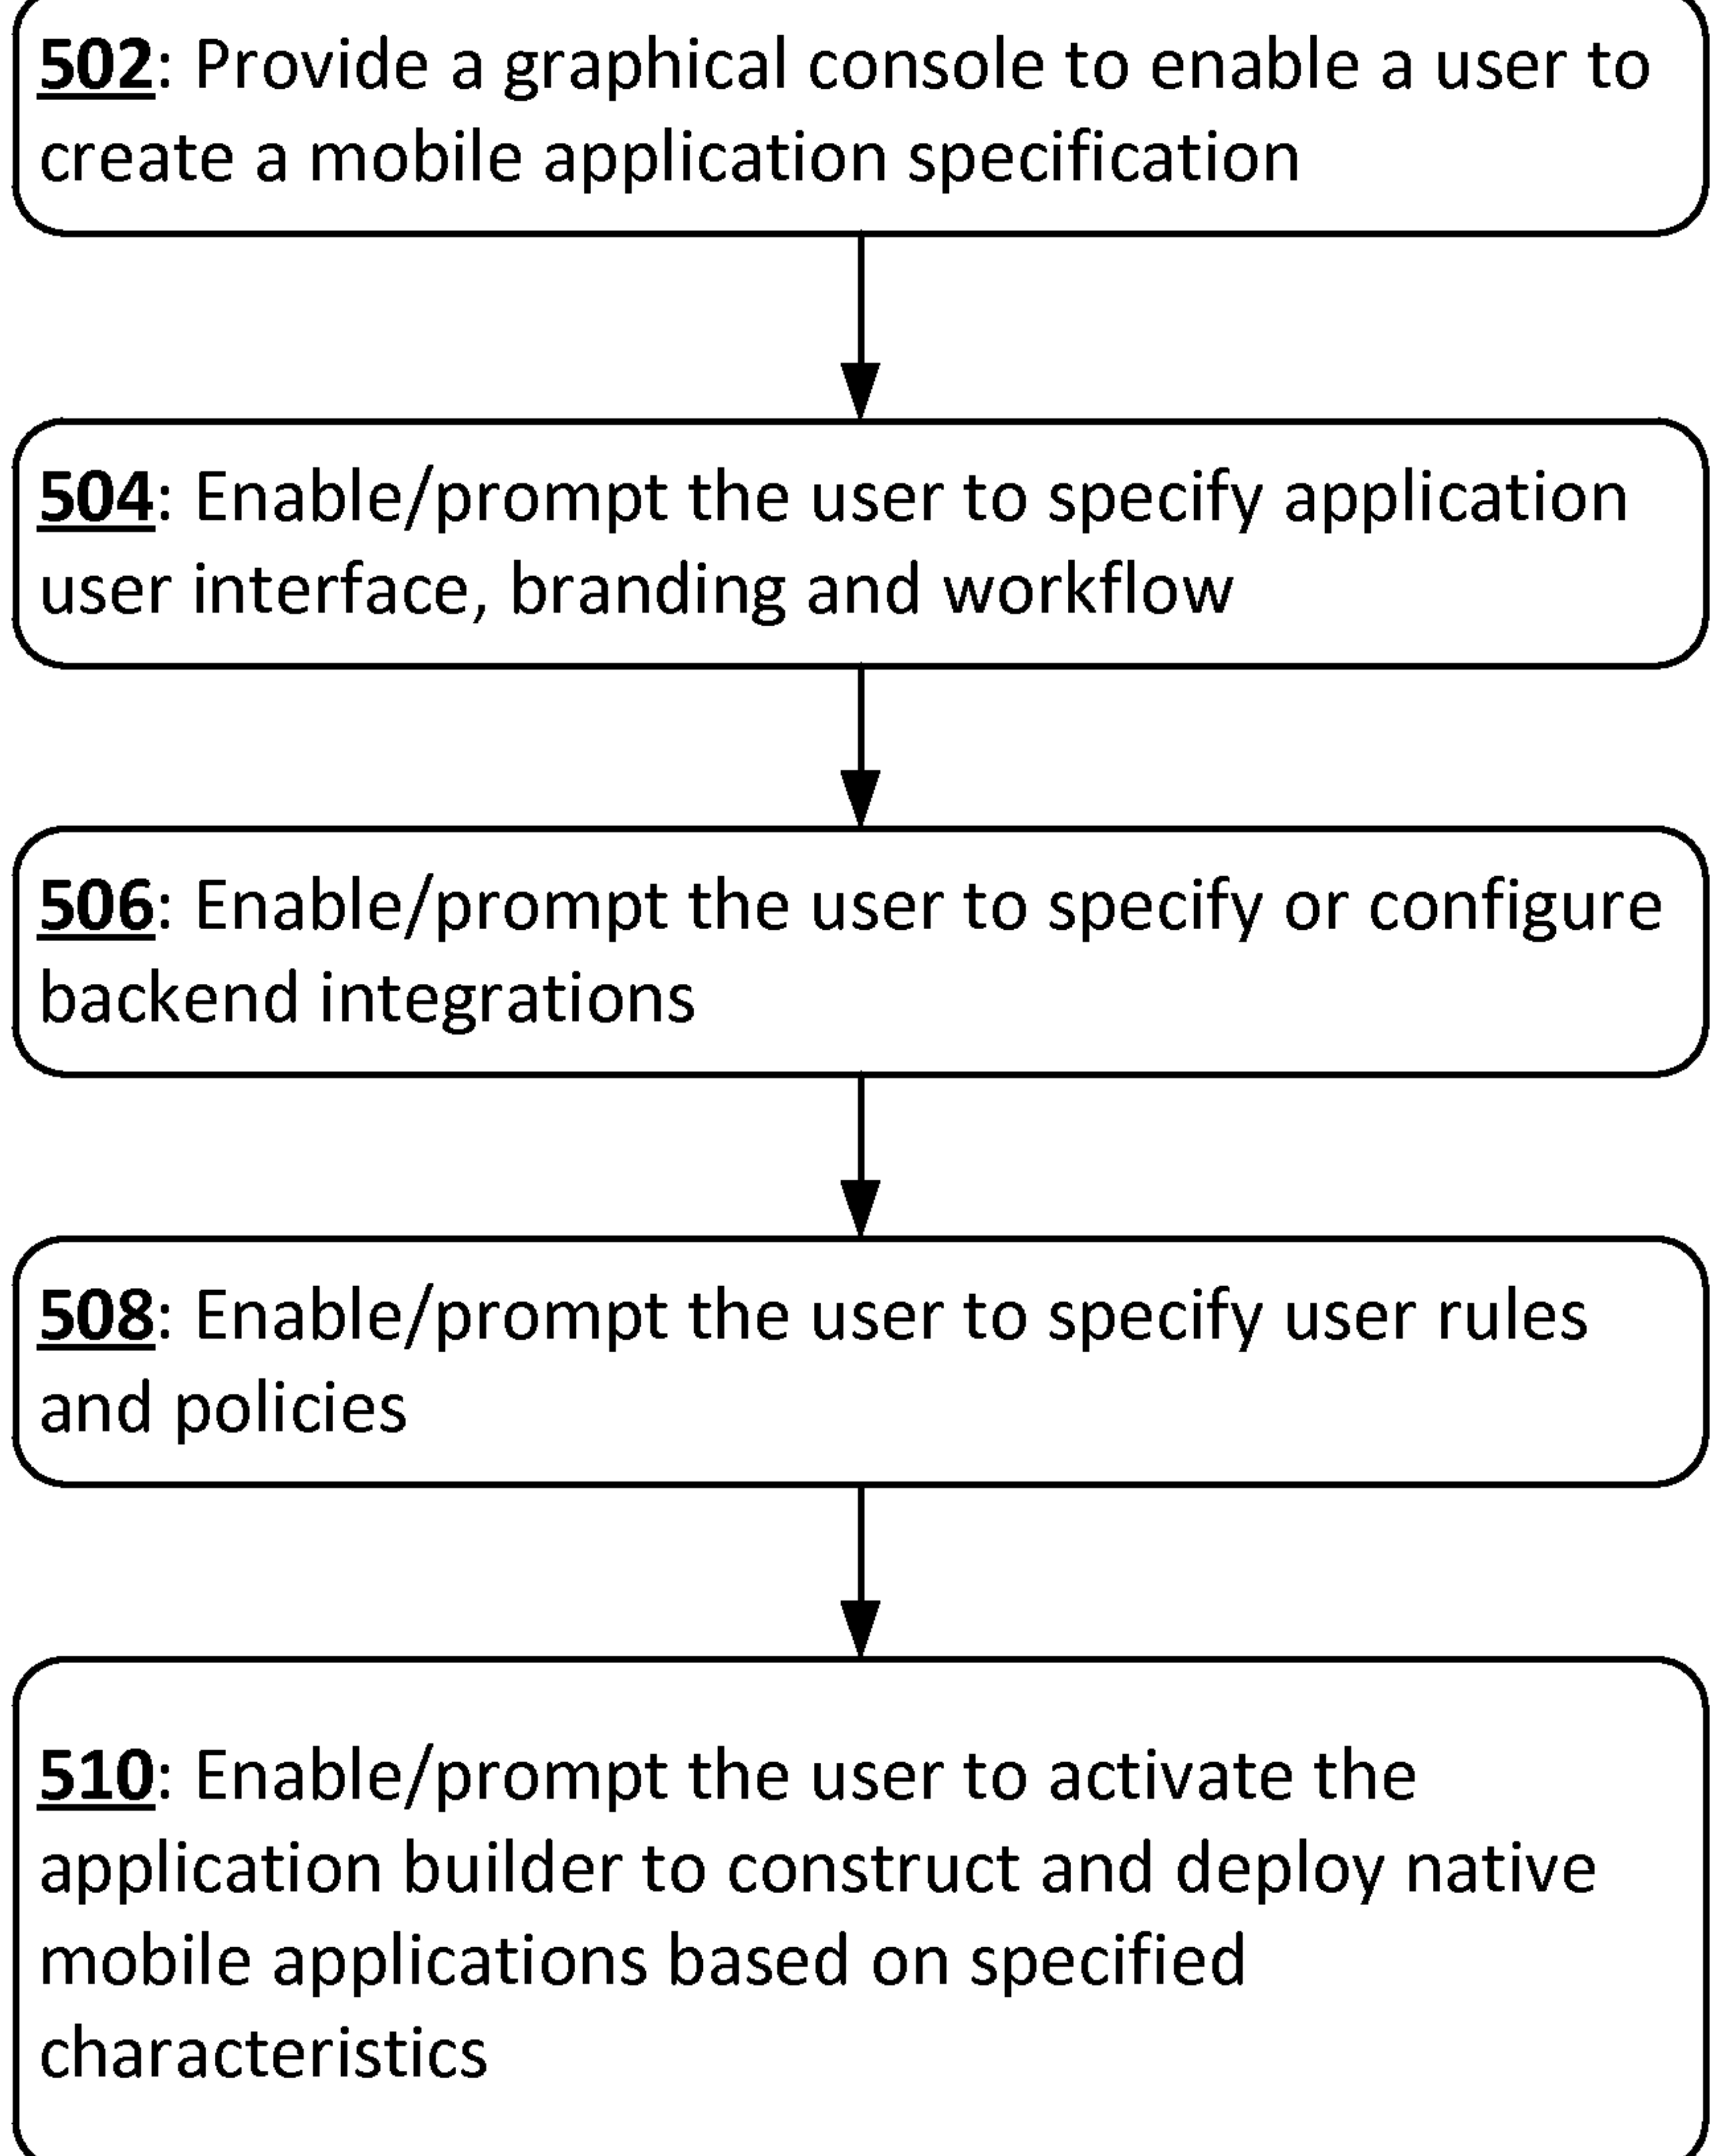 502: Provide a graphical console to enable a user to
create a mobile application specification
504: Enable/prompt the user to specify application
user interface, branding and workflow
506: Enable/prompt the user to specify or configure
backend integrations
508: Enable/prompt the user to specify user rules
and policies
510: Enable/prompt the user to activate the
application builder to construct and deploy native
mobile applications based on specified
characteristics